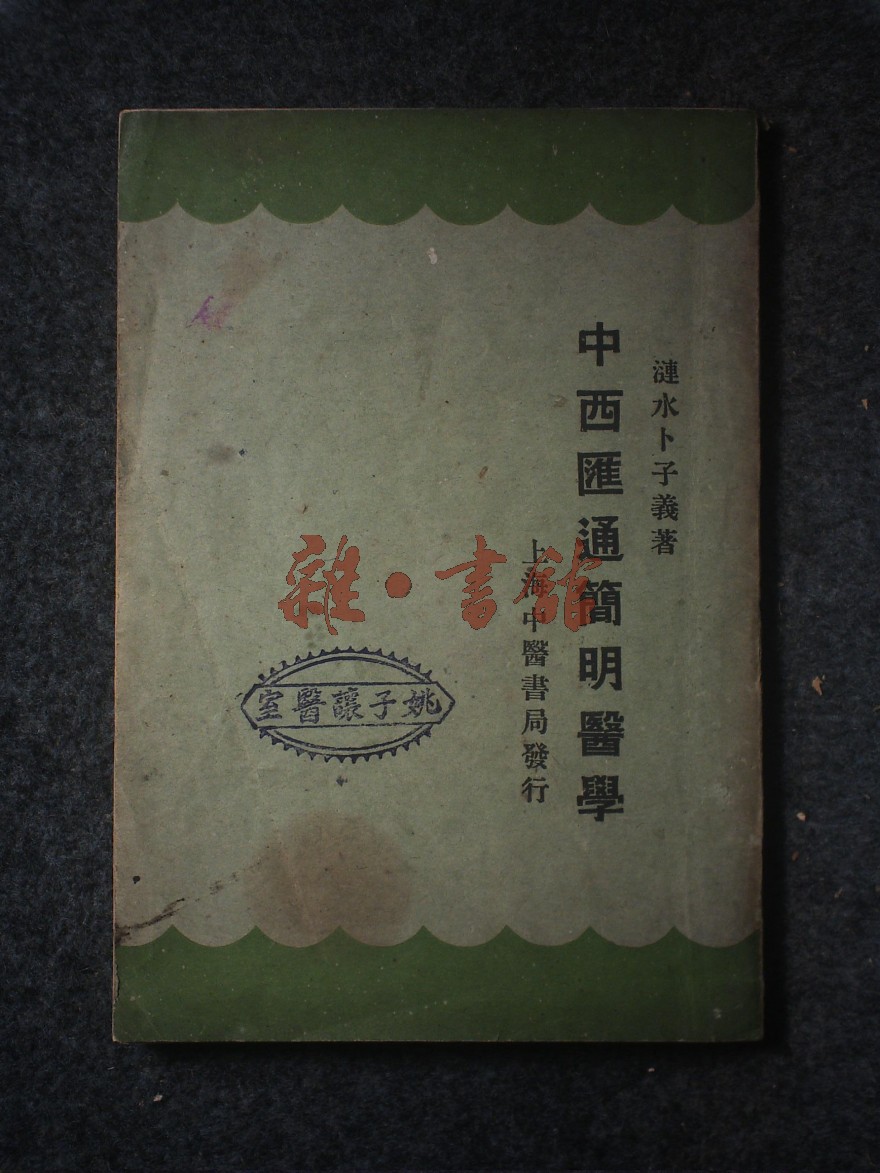 漣水卜子義著
中西匯通簡明醫學
上海中醫書局發行
姚子讓醫室
雜·書館